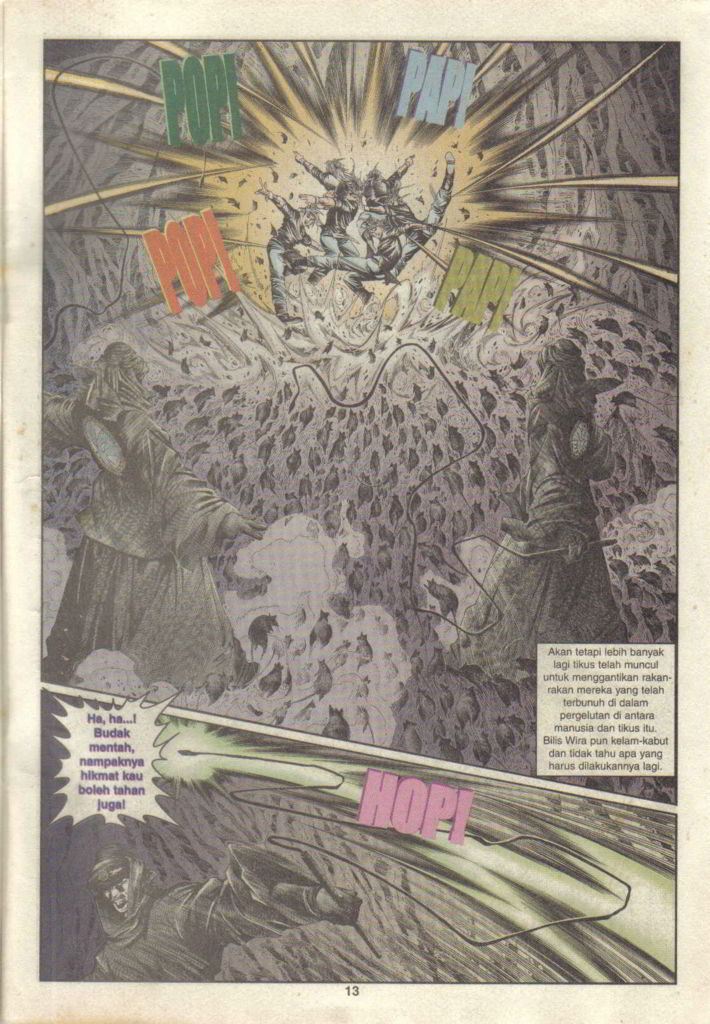 POP!
PAP!
POP!
PAP!
Akan tetapi lebih banyak
lagi tikus telah muncul
untuk menggantikan rakan-
rakan mereka yang telah
terbunuh di dalam
pergelutan di antara
manusia dan tikus itu.
Bilis Wira pun kelam-kabut
dan tidak tahu apa yang
harus dilakukannya lagi.
Ha, ha...!
Budak
mentah,
nampaknya
hikmat kau
boleh tahan
juga!
HOP!
13